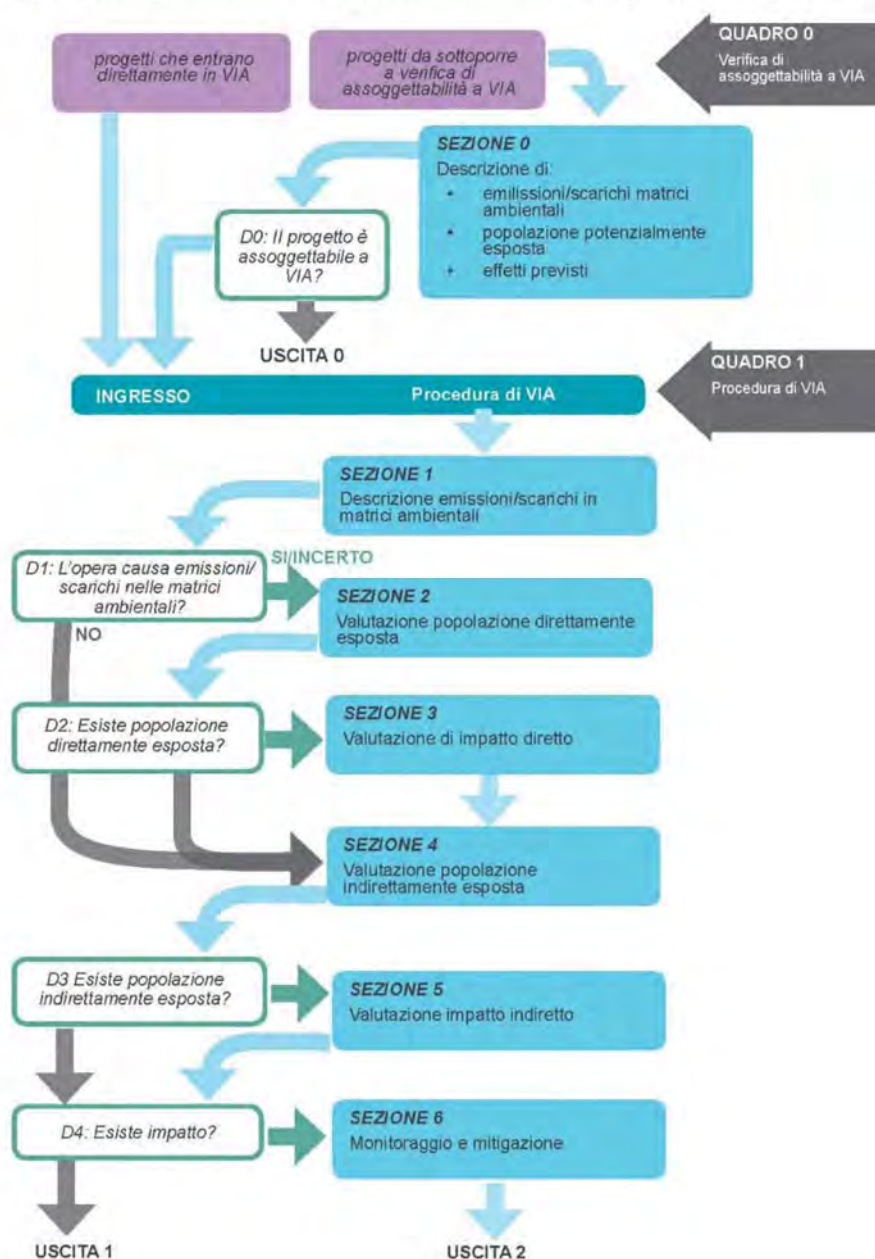 progetti che entrano
direttamente in VIA
progetti da sottoporre
a verifica di
assoggettabilità a VIA
QUADRO 0
Verifica di
assoggettabilità a VIA
SEZIONE 0
Descrizione di:
• emilissioni/scarichi matrici
ambientali
• popolazione potenzialmente
esposta
+ effetti previsti
D0: Il progetto è
assoggettabile a
VIA?
USCITA 0
QUADRO 1
Procedura di VIA
INGRESSO
Procedura di VIA
SEZIONE 1
Descrizione emissioni/scarichi in
matrici ambientali
D1: L'opera causa emissioni/
scarichi nelle matrici
ambientali?
SI/INCERTO
NO
SEZIONE 2
Valutazione popolazione direttamente
esposta
D2: Esiste popolazione
direttamente esposta?
SEZIONE 3
Valutazione di impatto diretto
SEZIONE 4
Valutazione popolazione
indirettamente esposta
D3 Esiste popolazione
indirettamente esposta?
SEZIONE 5
Valutazione impatto indiretto
D4: Esiste impatto?
SEZIONE 6
Monitoraggio e mitigazione
USCITA 1
USCITA 2